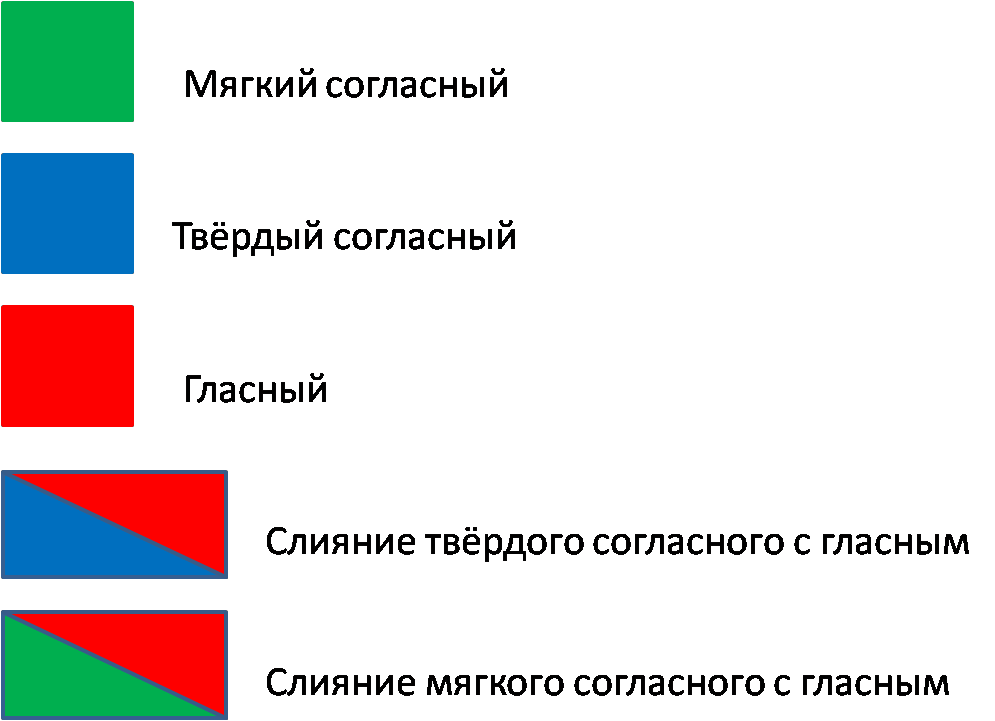 Мягкий согласный
Твёрдый согласный
Гласный
Слияние твёрдого согласного с гласным
Слияние мягкого согласного с гласным